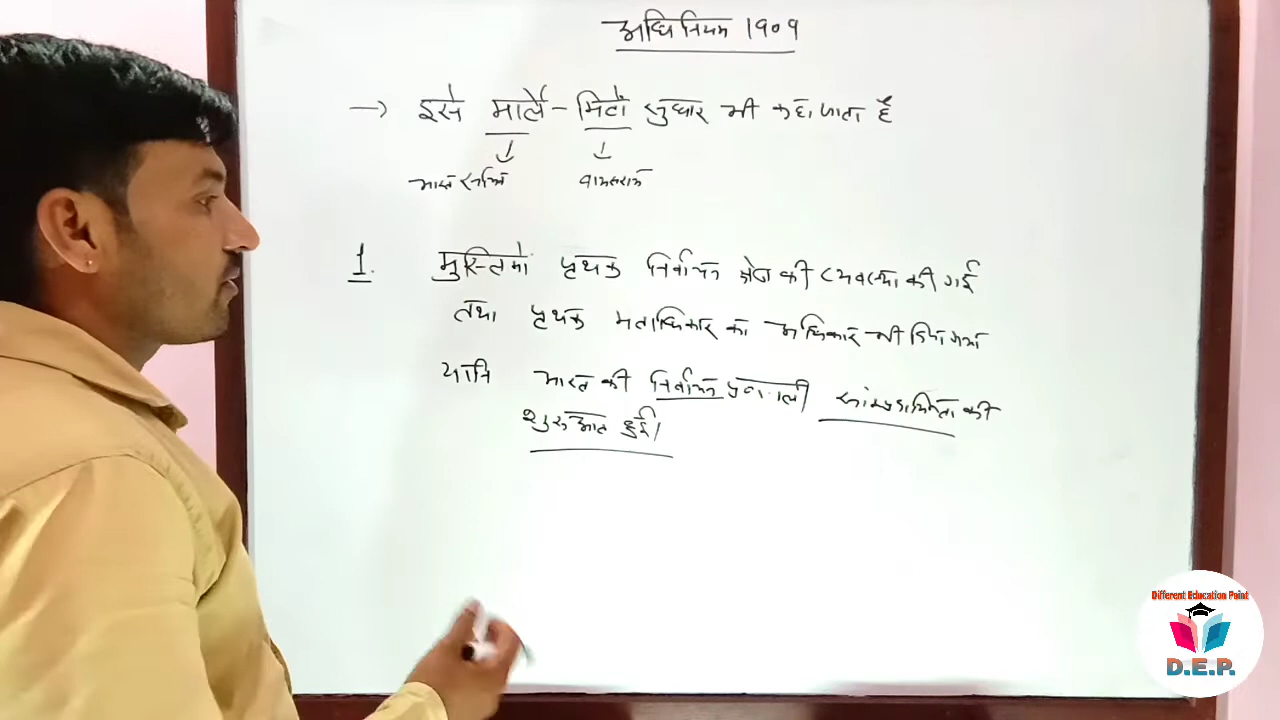 अधिनियम 1909
→ इसे मार्ले - मिंटो सुधार भी कहा जाता है
भारत सचिव वायसराय
1. मुस्लिमो पृथक निर्वाचन क्षेत्र की व्यवस्था की गई
तथा पृथक मताधिकार का अधिकार भी दिया गया
यानि भारत की निर्वाचन प्रणाली सांप्रदायिकता की
शुरुआत हुई।
Different Education Point
D.E.P.